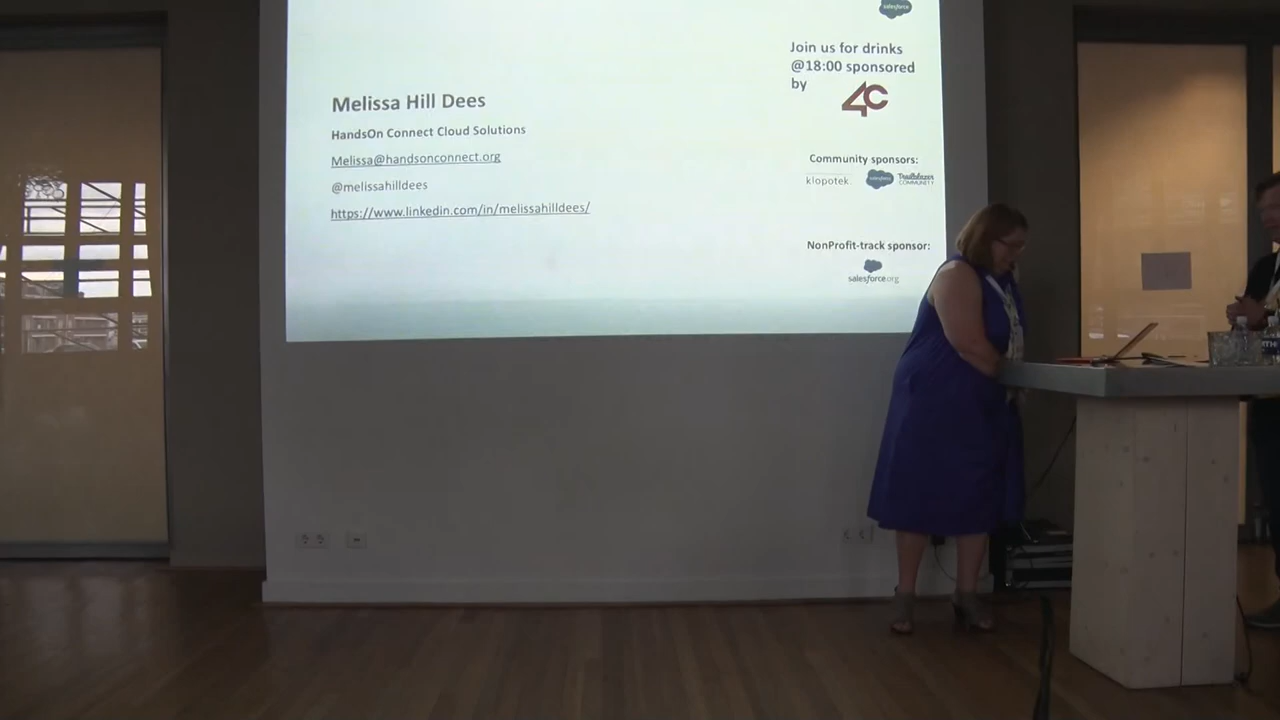 salesforce
Join us for drinks
@18:00 sponsored
by
4C
Melissa Hill Dees
HandsOn Connect Cloud Solutions
Melissa@handsonconnect.org
@melissahilldees
https://www.linkedin.com/in/melissahilldees/
Community sponsors:
klopotek
salesforce
Trailblazer
COMMUNITY
NonProfit-track sponsor:
salesforce.org